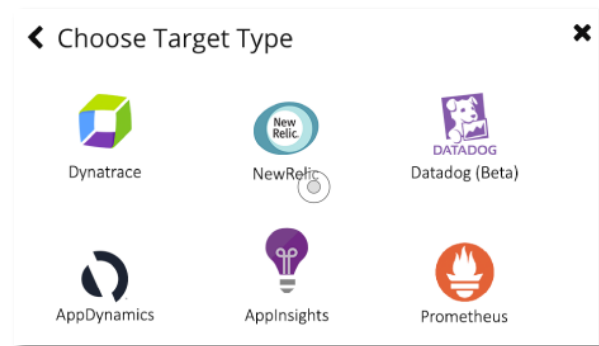 Choose Target Type
New
Relic.
DATADOG
Dynatrace
NewRelic
Datadog (Beta)
AppDynamics
AppInsights
Prometheus